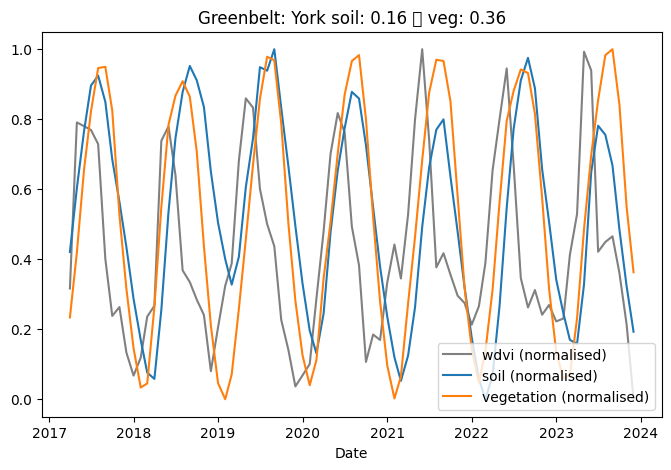 Greenbelt: York soil: 0.16 ▯ veg: 0.36
1.0
0.8
0.6
0.4
0.2
0.0
wdvi (normalised)
soil (normalised)
vegetation (normalised)
2017 2018 2019 2020 2021 2022 2023 2024
Date